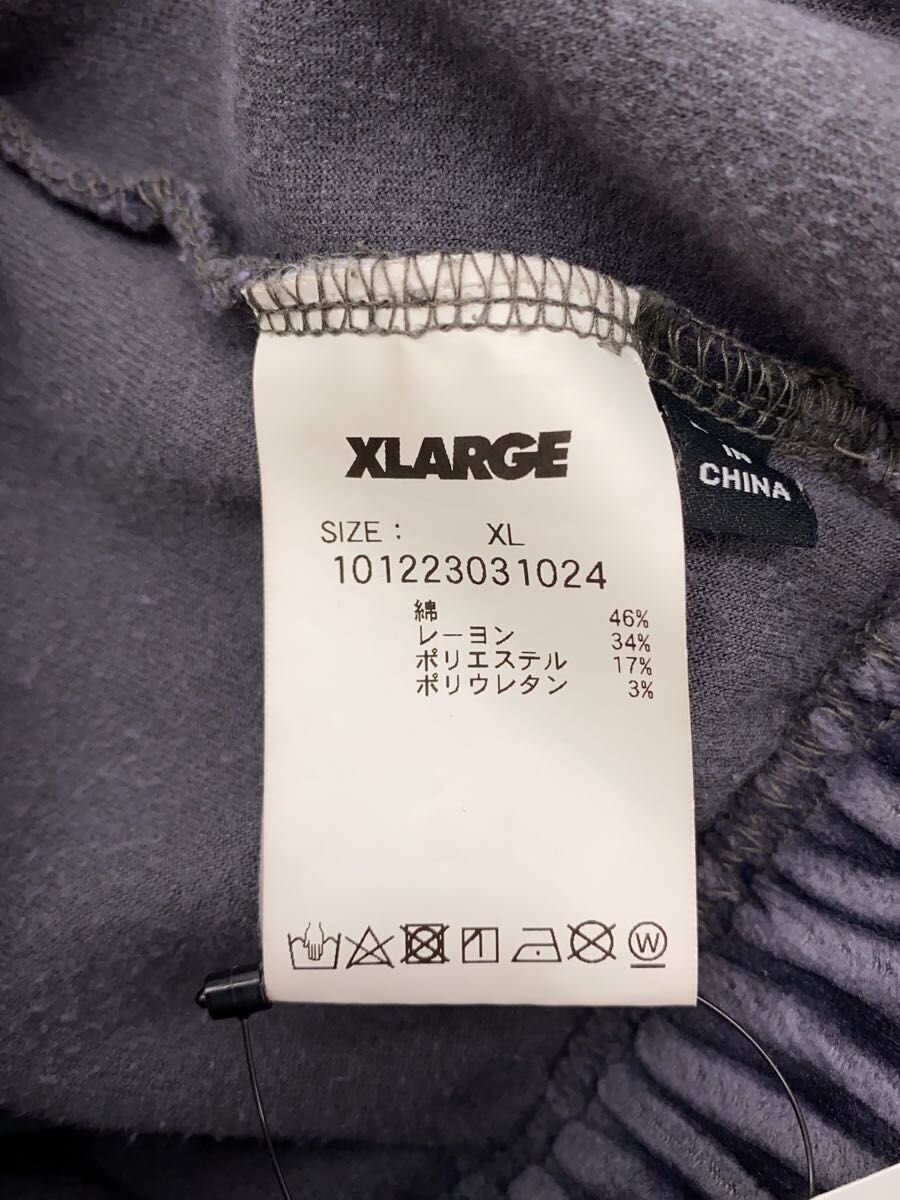 XLARGE
SIZE: XL
101223031024
綿 46%
レーヨン 34%
ポリエステル 17%
ポリウレタン 3%
W
IN
CHINA